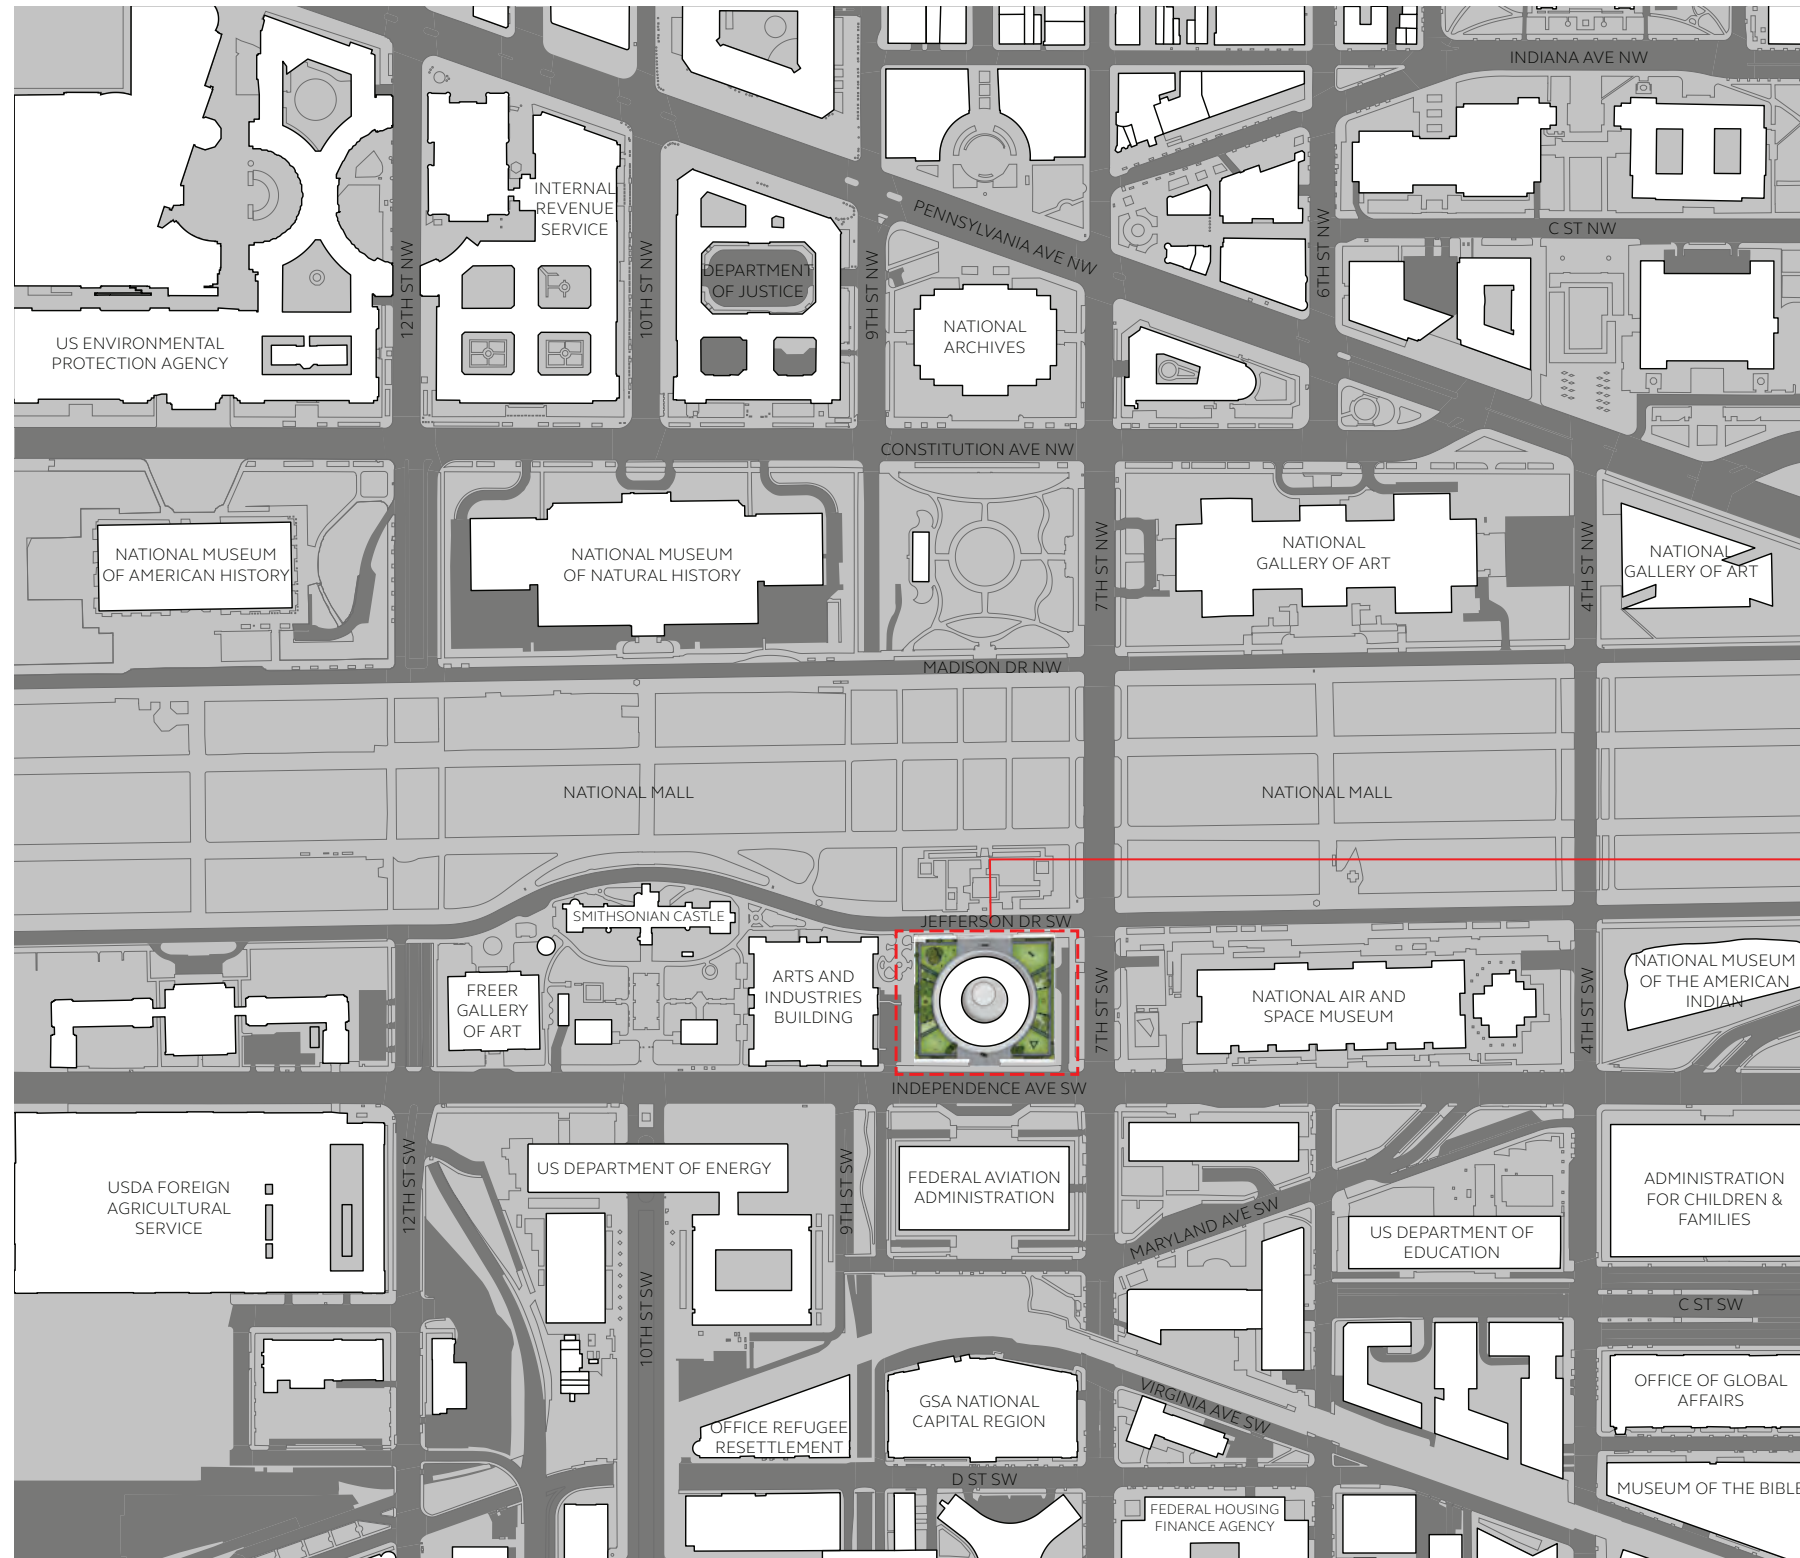 INDIANA AVE NW
INTERNAL
REVENUE
SERVICE
PENNSYLVANIA AVE NW
C ST NW
12TH ST NW
10TH ST NW
9TH ST NW
6TH ST NW
DEPARTMENT
OF JUSTICE
US ENVIRONMENTAL
PROTECTION AGENCY
NATIONAL
ARCHIVES
CONSTITUTION AVE NW
NATIONAL MUSEUM
OF AMERICAN HISTORY
NATIONAL MUSEUM
OF NATURAL HISTORY
7TH ST NW
NATIONAL
GALLERY OF ART
4TH ST NW
NATIONAL
GALLERY OF ART
MADISON DR NW
NATIONAL MALL
NATIONAL MALL
SMITHSONIAN CASTLE
JEFFERSON DR SW
FREER
GALLERY
OF ART
ARTS AND
INDUSTRIES
BUILDING
7TH ST SW
NATIONAL AIR AND
SPACE MUSEUM
4TH ST SW
NATIONAL MUSEUM
OF THE AMERICAN
INDIAN
INDEPENDENCE AVE SW
USDA FOREIGN
AGRICULTURAL
SERVICE
12TH ST SW
US DEPARTMENT OF ENERGY
9TH ST SW
FEDERAL AVIATION
ADMINISTRATION
MARYLAND AVE SW
US DEPARTMENT OF
EDUCATION
ADMINISTRATION
FOR CHILDREN &
FAMILIES
10TH ST SW
C ST SW
OFFICE REFUGEE
RESETTLEMENT
GSA NATIONAL
CAPITAL REGION
VIRGINIA AVE SW
OFFICE OF GLOBAL
AFFAIRS
D ST SW
FEDERAL HOUSING
FINANCE AGENCY
MUSEUM OF THE BIBLE